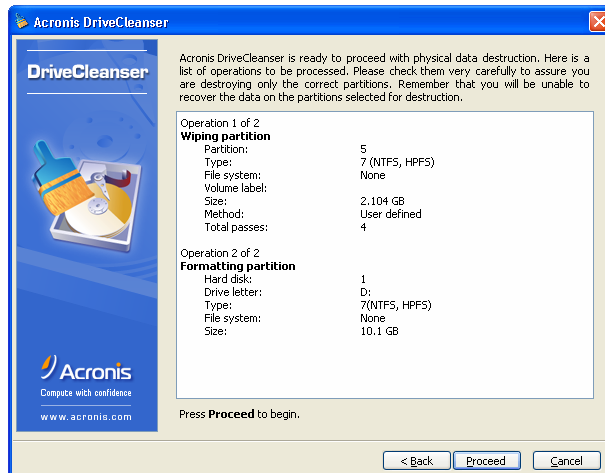 Acronis DriveCleanser
DriveCleanser
Acronis DriveCleanser is ready to proceed with physical data destruction. Here is a
list of operations to be processed. Please check them very carefully to assure you
are destroying only the correct partitions. Remember that you will be unable to
recover the data on the partitions selected for destruction.
Operation 1 of 2
Wiping partition
Partition: 5
Type: 7 (NTFS, HPFS)
File system: None
Volume label:
Size: 2.104 GB
Method: User defined
Total passes: 4
Operation 2 of 2
Formatting partition
Hard disk: 1
Drive letter: D:
Type: 7(NTFS, HPFS)
File system: None
Size: 10.1 GB
Acronis
Compute with confidence
www.acronis.com
Press Proceed to begin.
< Back Proceed Cancel